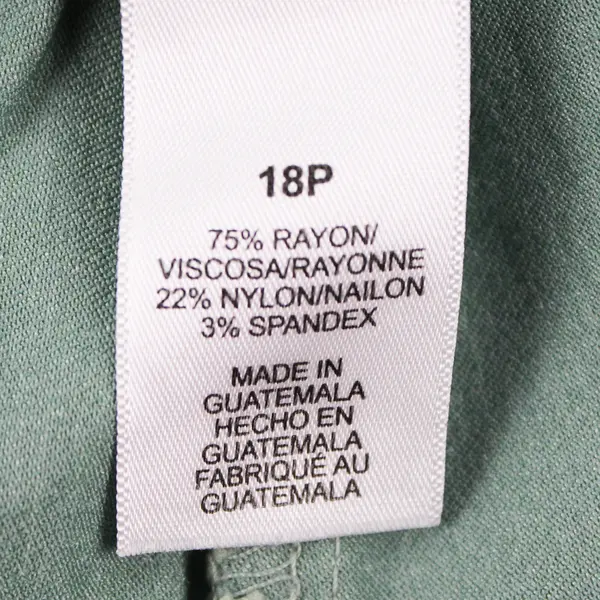 18P
75% RAYON/
VISCOSA/RAYONNE
22% NYLON/NAILON
3% SPANDEX
MADE IN
GUATEMALA
HECHO EN
GUATEMALA
FABRIQUÉ AU
GUATEMALA